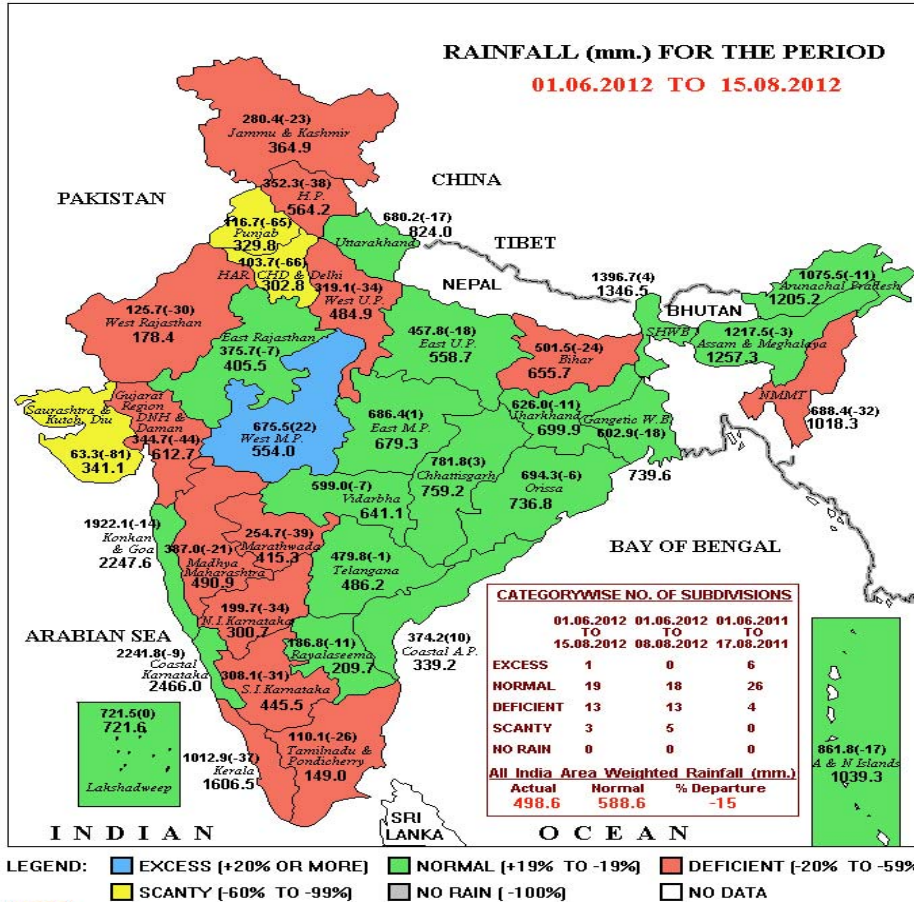 RAINFALL (mm.) FOR THE PERIOD
01.06.2012 TO 15.08.2012
280.4(-23)
Jammu & Kashmir
364.9
352.3(-38)
H.P.
564.2
CHINA
PAKISTAN
116.7(-65)
Punjab
329.8
680.2(-17)
824.0
Uttarakhand
TIBET
103.7(-66)
HAR. CHD & Delhi
302.8
319.1(-34)
West U.P.
484.9
NEPAL
1396.7(4)
1346.5
1075.5(-11)
Arunachal Pradesh
1205.2
BHUTAN
125.7(-30)
West Rajasthan
178.4
East Rajasthan
375.7(-7)
405.5
457.8(-18)
East U.P.
558.7
501.5(-24)
Bihar
655.7
SHWB
1217.5(-3)
Assam & Meghalaya
1257.3
NMMT
688.4(-32)
1018.3
Saurashtra &
Kutch, Diu
63.3(-81)
341.1
Gujarat
Region
DNH &
Daman
344.7(-44)
612.7
675.5(22)
West M.P.
554.0
686.4(1)
East M.P.
679.3
626.0(-11)
Jharkhand
699.9
Gangetic W.B.
602.9(-18)
739.6
781.8(3)
Chhattisgarh
759.2
694.3(-6)
Orissa
736.8
599.0(-7)
Vidarbha
641.1
1922.1(-14)
Konkan
& Goa
2247.6
387.0(-21)
Madhya
Maharashtra
490.9
254.7(-39)
Marathwada
415.3
479.8(-1)
Telangana
486.2
BAY OF BENGAL
199.7(-34)
N.I.Karnataka
300.7
ARABIAN SEA
2241.8(-9)
Coastal
Karnataka
2466.0
186.8(-11)
Rayalaseema
209.7
374.2(10)
Coastal A.P.
339.2
308.1(-31)
S.I.Karnataka
445.5
721.5(0)
721.6
Lakshadweep
1012.9(-37)
Kerala
1606.5
110.1(-26)
Tamilnadu &
Pondicherry
149.0
CATEGORYWISE NO. OF SUBDIVISIONS
01.06.2012 01.06.2012 01.06.2011
TO TO TO
15.08.2012 08.08.2012 17.08.2011
EXCESS 1 0 6
NORMAL 19 18 26
DEFICIENT 13 13 4
SCANTY 3 5 0
NO RAIN 0 0 0
All India Area Weighted Rainfall (mm.)
Actual Normal % Departure
498.6 588.6 -15
861.8(-17)
A & N Islands
1039.3
SRI
LANKA
INDIAN OCEAN
LEGEND: EXCESS (+20% OR MORE) NORMAL (+19% TO -19%) DEFICIENT (-20% TO -59%
SCANTY (-60% TO -99%) NO RAIN (-100%) NO DATA